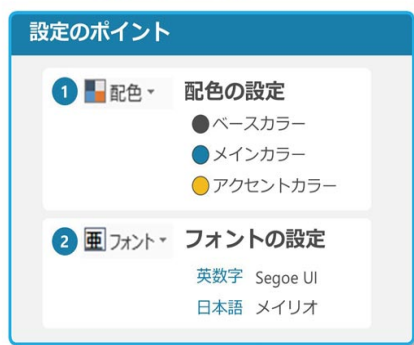 設定のポイント
1 配色 配色の設定
ベースカラー
メインカラー
アクセントカラー
2 亜 フォント フォントの設定
英数字 Segoe UI
日本語 メイリオ